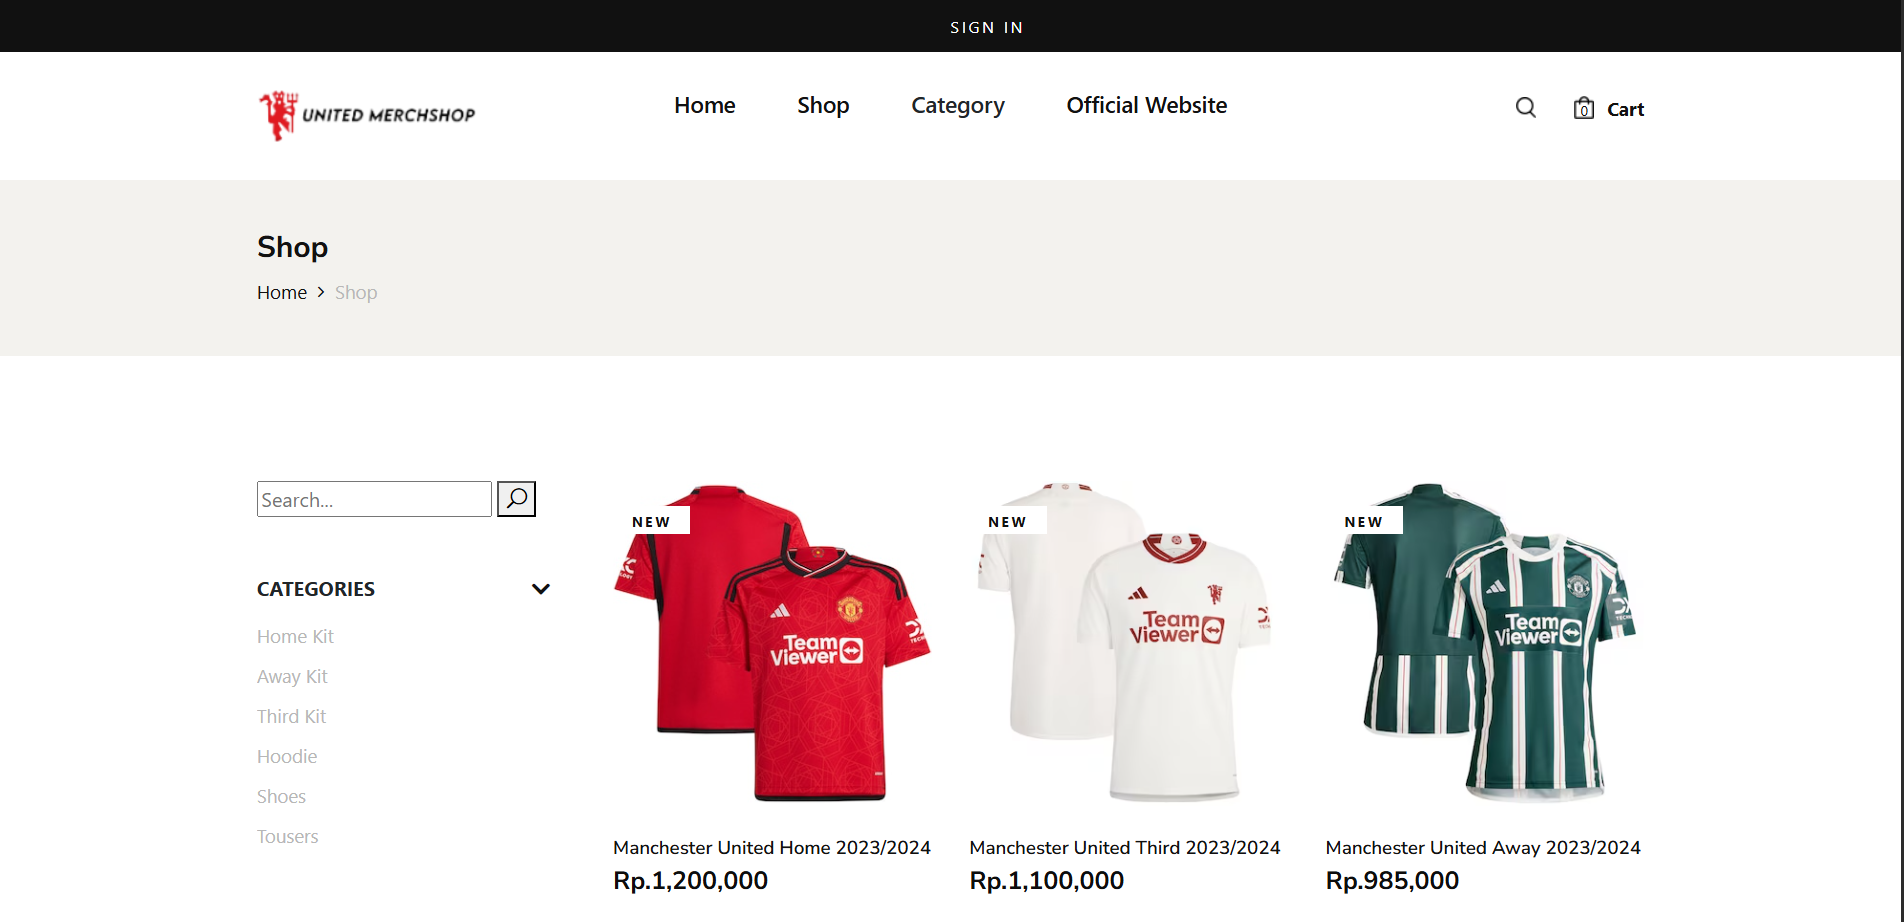 SIGN IN
UNITED MERCHSHOP
Home Shop Category Official Website
0 Cart
Shop
Home > Shop
Search...
CATEGORIES
Home Kit
Away Kit
Third Kit
Hoodie
Shoes
Tousers
NEW
Team
Viewer
NEW
Team
Viewer
NEW
Team
Viewer
Manchester United Home 2023/2024
Rp.1,200,000
Manchester United Third 2023/2024
Rp.1,100,000
Manchester United Away 2023/2024
Rp.985,000